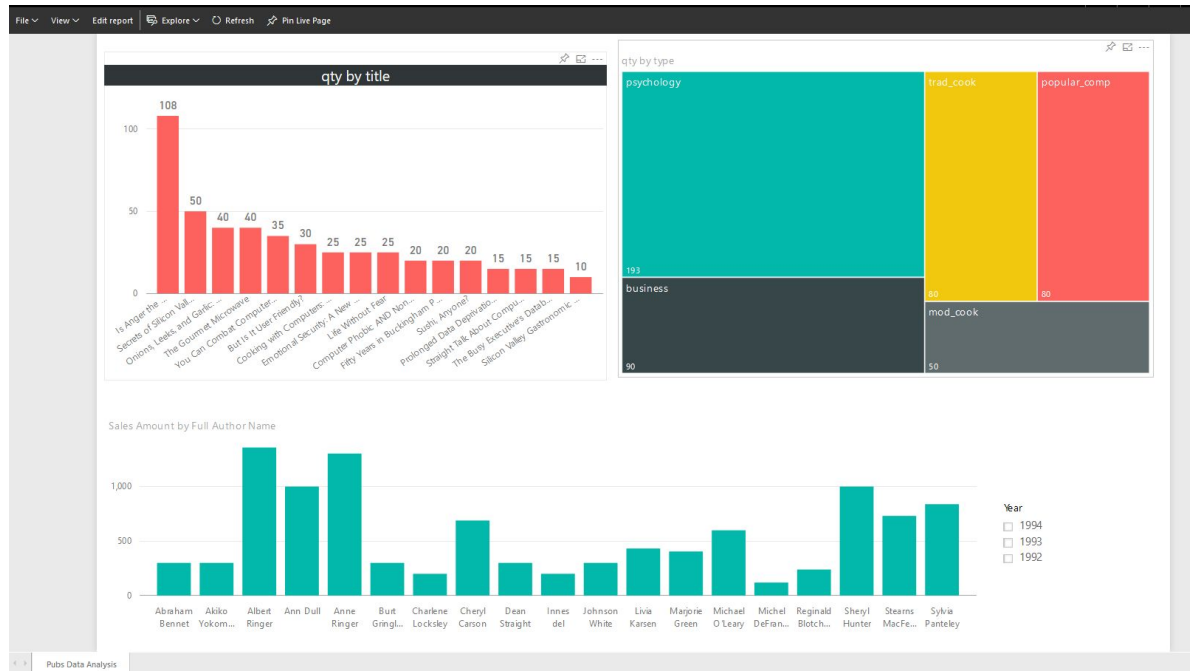 File View Edit report Explore Refresh Pin Live Page
qty by title
108
100
50
50
40
40
35
30
25
25
25
20
20
20
15
15
15
10
0
Is Anger the ...
Secrets of Silicon Vall...
Onions, Leeks, and Garlic: ...
The Gourmet Microwave
You Can Combat Computer...
But Is It User Friendly?
Cooking with Computers: ...
Emotional Security: A New ...
Life Without Fear
Computer Phobic AND Non...
Fifty Years in Buckingham P...
Sushi, Anyone?
Prolonged Data Deprivatio...
Straight Talk About Compu...
The Busy Executive's Datab...
Silicon Valley Gastronomic ...
qty by type
psychology
193
business
90
trad_cook
80
popular_comp
80
mod_cook
50
Sales Amount by Full Author Name
1,000
500
0
Abraham
Bennet
Akiko
Yokom...
Albert
Ringer
Ann Dull
Anne
Ringer
Burt
Gringl...
Charlene
Locksley
Cheryl
Carson
Dean
Straight
Innes
del
Johnson
White
Livia
Karsen
Marjorie
Green
Michael
O'Leary
Michel
DeFran...
Reginald
Blotch...
Sheryl
Hunter
Stearns
MacFe...
Sylvia
Panteley
Year
1994
1993
1992
Pubs Data Analysis